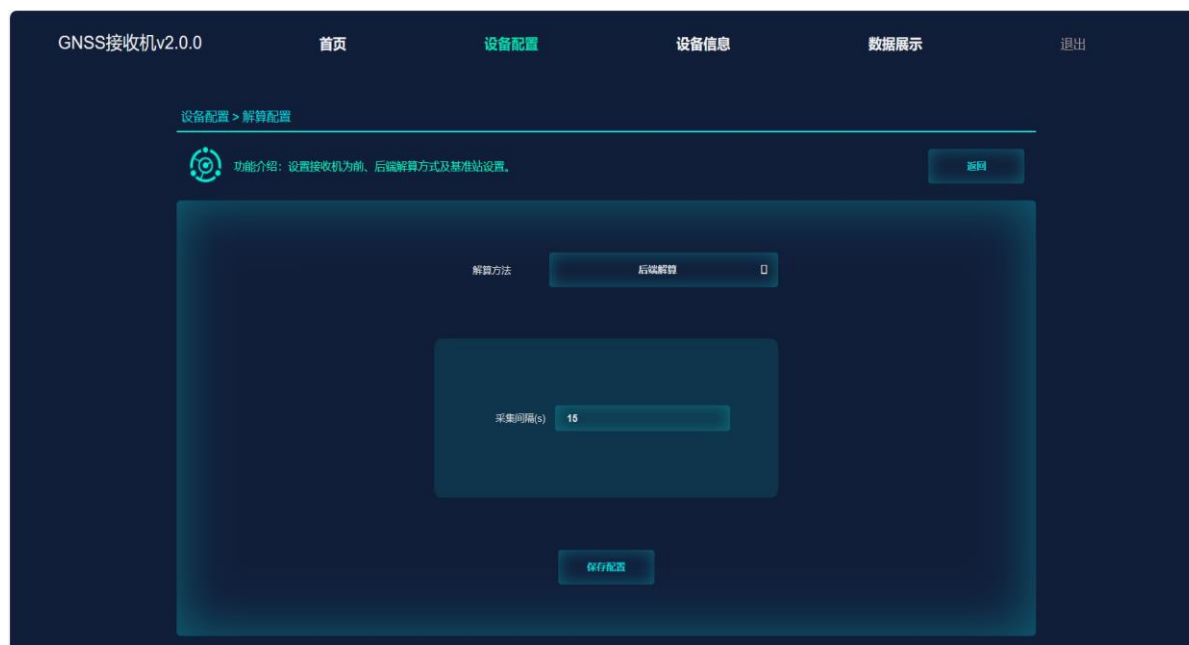 GNSS接收机v2.0.0 首页 设备配置 设备信息 数据展示 退出
设备配置 > 解算配置
功能介绍：设置接收机为前、后端解算方式及基准站设置。 返回
解算方法 后端解算
采集间隔(s) 15
保存配置